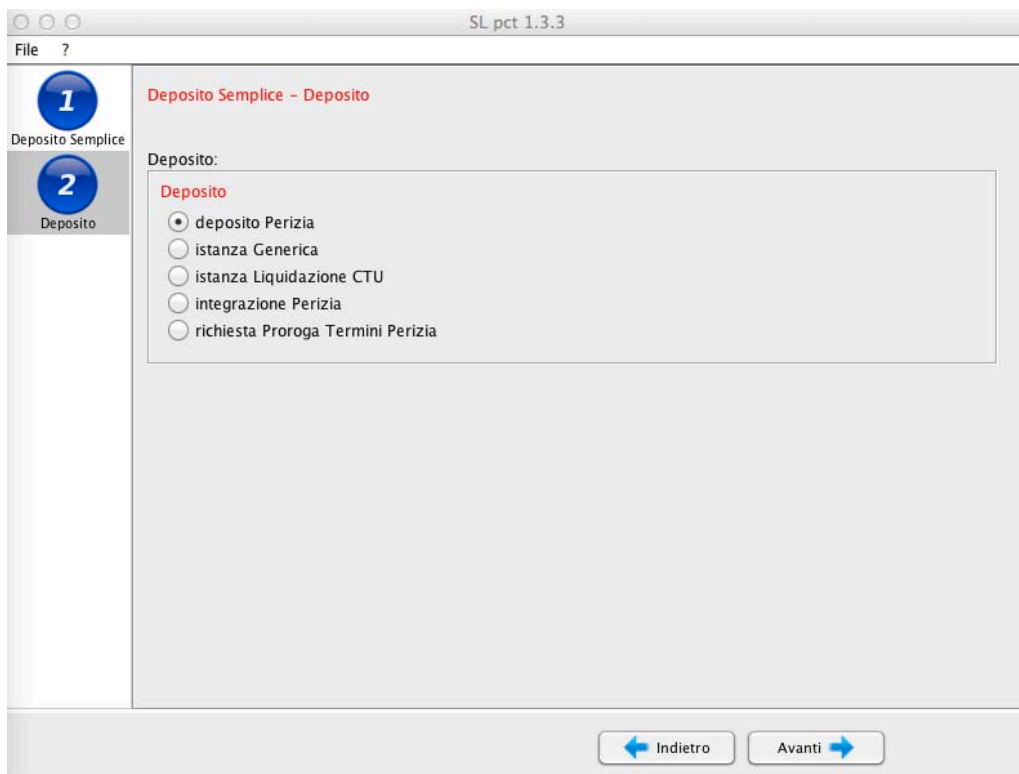 SL pct 1.3.3
File ?
1
Deposito Semplice
2
Deposito
Deposito Semplice – Deposito
Deposito:
Deposito
deposito Perizia
istanza Generica
istanza Liquidazione CTU
integrazione Perizia
richiesta Proroga Termini Perizia
Indietro Avanti